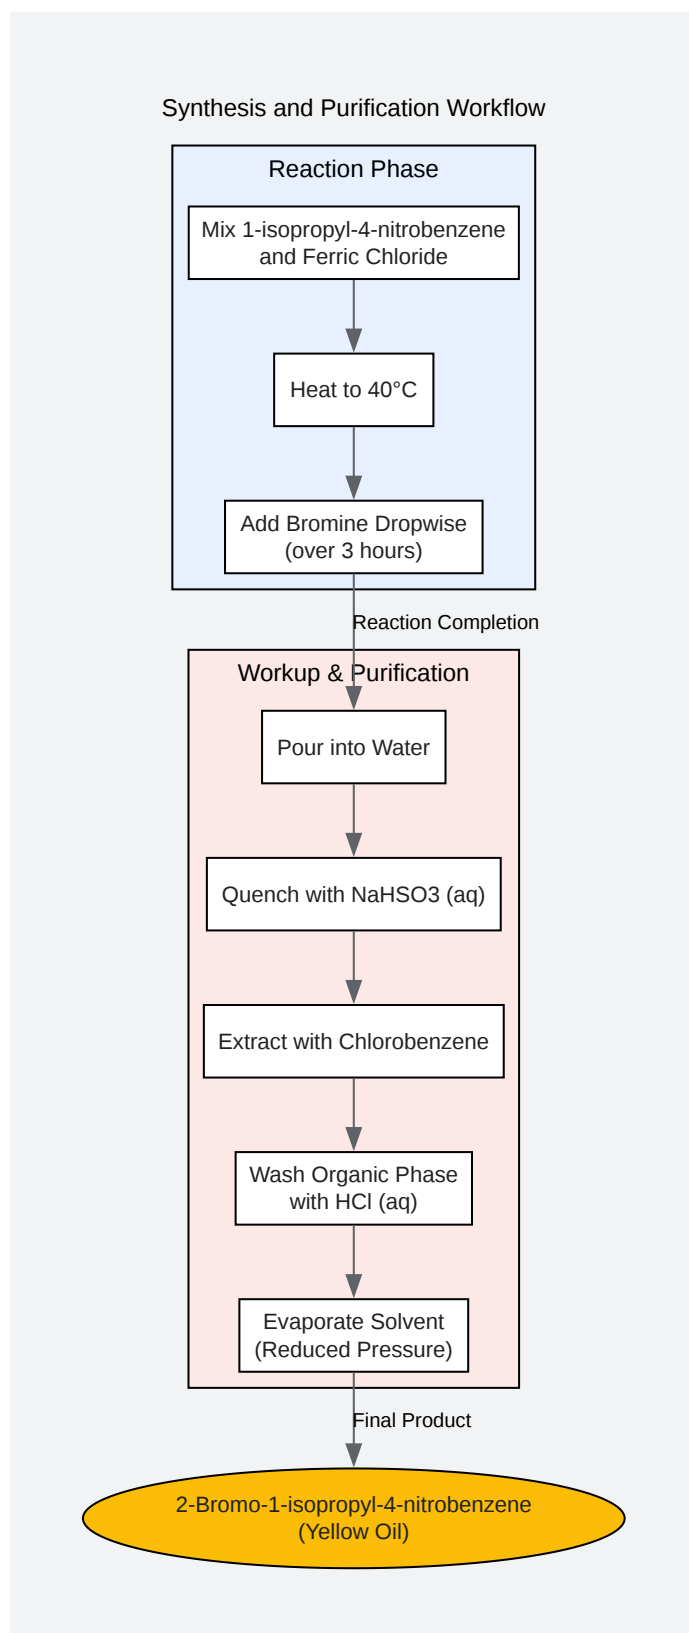 Synthesis and Purification Workflow
Reaction Phase
Mix 1-isopropyl-4-nitrobenzene
and Ferric Chloride
Heat to 40°C
Add Bromine Dropwise
(over 3 hours)
Reaction Completion
Workup & Purification
Pour into Water
Quench with NaHSO3 (aq)
Extract with Chlorobenzene
Wash Organic Phase
with HCl (aq)
Evaporate Solvent
(Reduced Pressure)
Final Product
2-Bromo-1-isopropyl-4-nitrobenzene
(Yellow Oil)